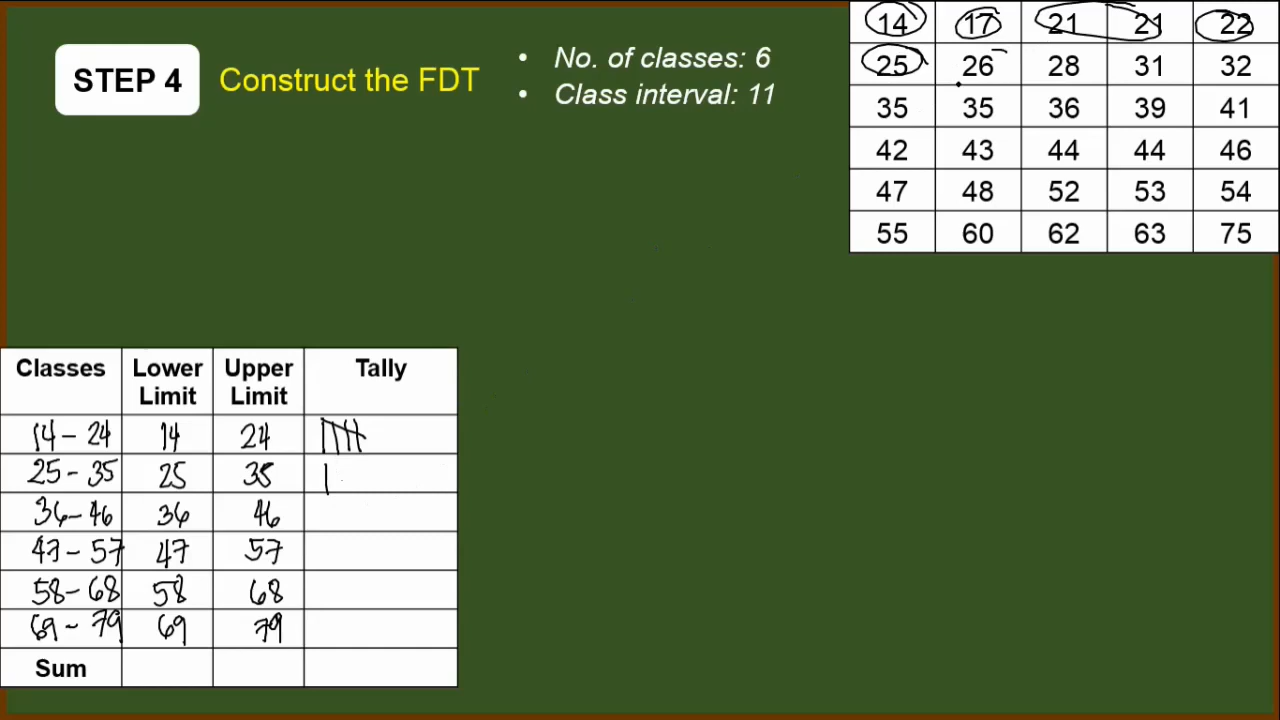 STEP 4 Construct the FDT
• No. of classes: 6
• Class interval: 11
14 17 21 21 22
25 26 28 31 32
35 35 36 39 41
42 43 44 44 46
47 48 52 53 54
55 60 62 63 75
Classes Lower Limit Upper Limit Tally
14 - 24 14 24
25 - 35 25 35
36 - 46 36 46
47 - 57 47 57
58 - 68 58 68
69 - 79 69 79
Sum